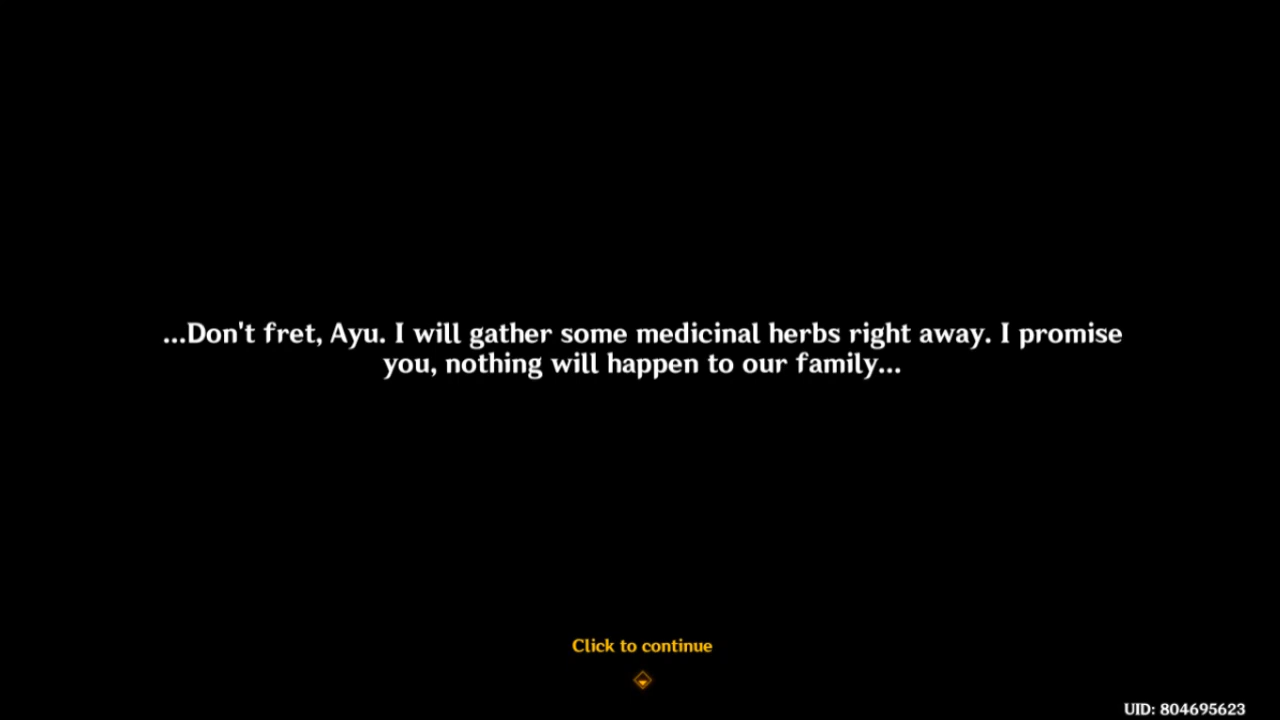 ...Don't fret, Ayu. I will gather some medicinal herbs right away. I promise
you, nothing will happen to our family...
Click to continue
UID: 804695623